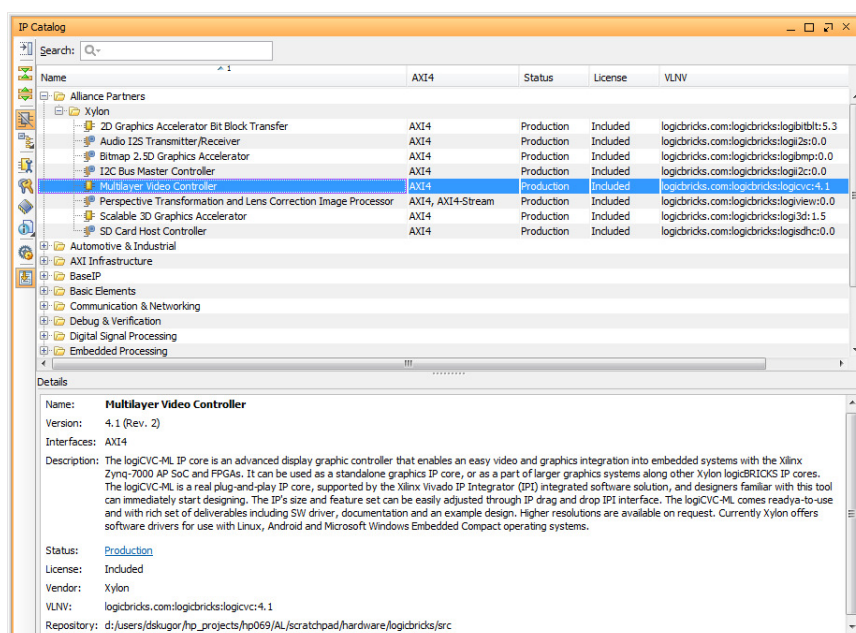 IP Catalog
Search:
Name AXI4 Status License VLNV
1
Alliance Partners
Xylon
2D Graphics Accelerator Bit Block Transfer AXI4 Production Included logicbricks.com:logicbricks:logibitblt:5.3
Audio I2S Transmitter/Receiver AXI4 Production Included logicbricks.com:logicbricks:logii2s:0.0
Bitmap 2.5D Graphics Accelerator AXI4 Production Included logicbricks.com:logicbricks:logibmp:0.0
I2C Bus Master Controller AXI4 Production Included logicbricks.com:logicbricks:logii2c:0.0
Multilayer Video Controller AXI4 Production Included logicbricks.com:logicbricks:logicvc:4.1
Perspective Transformation and Lens Correction Image Processor AXI4, AXI4-Stream Production Included logicbricks.com:logicbricks:logiview:0.0
Scalable 3D Graphics Accelerator AXI4 Production Included logicbricks.com:logicbricks:logi3d:1.5
SD Card Host Controller AXI4 Production Included logicbricks.com:logicbricks:logisdhc:0.0
Automotive & Industrial
AXI Infrastructure
BaseIP
Basic Elements
Communication & Networking
Debug & Verification
Digital Signal Processing
Embedded Processing
Details
Name: Multilayer Video Controller
Version: 4.1 (Rev. 2)
Interfaces: AXI4
Description: The logiCVC-ML IP core is an advanced display graphic controller that enables an easy video and graphics integration into embedded systems with the Xilinx
Zynq-7000 AP SoC and FPGAs. It can be used as a standalone graphics IP core, or as a part of larger graphics systems along other Xylon logicBRICKS IP cores.
The logiCVC-ML is a real plug-and-play IP core, supported by the Xilinx Vivado IP Integrator (IPI) integrated software solution, and designers familiar with this tool
can immediately start designing. The IP's size and feature set can be easily adjusted through IP drag and drop IPI interface. The logiCVC-ML comes readya-to-use
and with rich set of deliverables including SW driver, documentation and an example design. Higher resolutions are available on request. Currently Xylon offers
software drivers for use with Linux, Android and Microsoft Windows Embedded Compact operating systems.
Status: Production
License: Included
Vendor: Xylon
VLNV: logicbricks.com:logicbricks:logicvc:4.1
Repository: d:/users/dskugor/hp_projects/hp069/AL/scratchpad/hardware/logicbricks/src